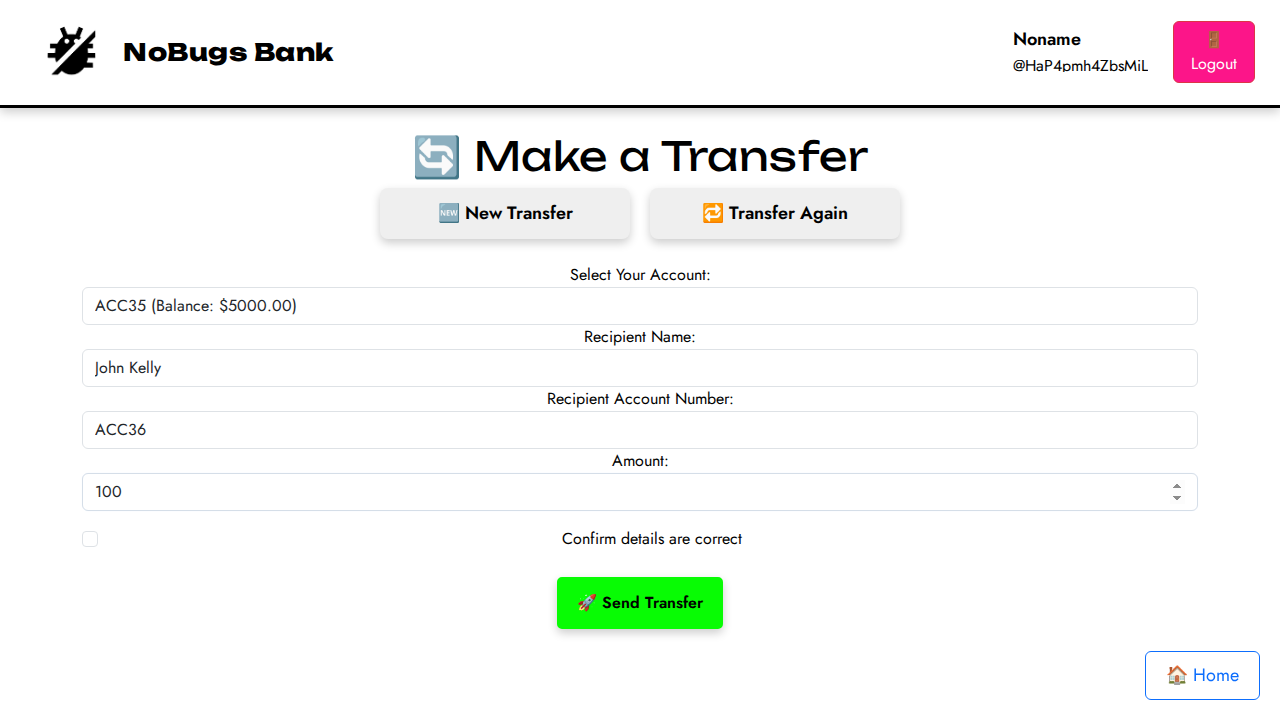 NoBugs Bank
Noname
@HaP4pmh4ZbsMiL
Logout
Make a Transfer
🆕 New Transfer
Transfer Again
Select Your Account:
ACC35 (Balance: $5000.00)
Recipient Name:
John Kelly
Recipient Account Number:
ACC36
Amount:
100
Confirm details are correct
🚀 Send Transfer
🏠 Home